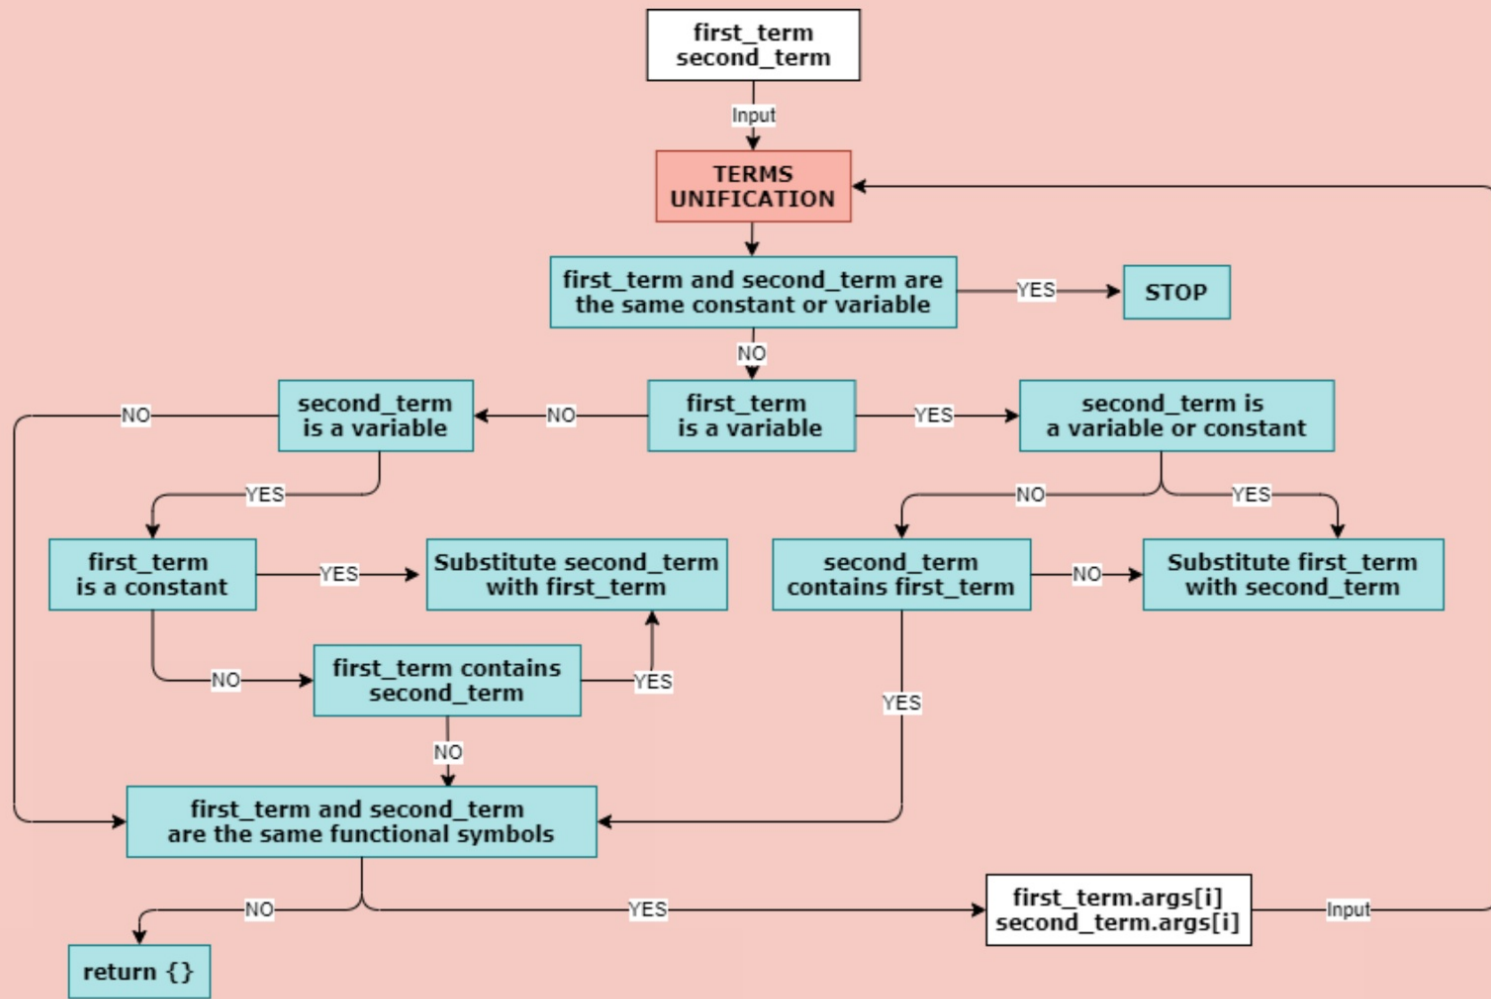 first_term
second_term
Input
TERMS
UNIFICATION
first_term and second_term are
the same constant or variable
YES
STOP
NO
second_term
is a variable
first_term
is a variable
second_term is
a variable or constant
NO
NO
YES
YES
NO
YES
first_term
is a constant
YES
Substitute second_term
with first_term
second_term
contains first_term
NO
Substitute first_term
with second_term
NO
first_term contains
second_term
YES
YES
NO
first_term and second_term
are the same functional symbols
NO
YES
first_term.args[i]
second_term.args[i]
Input
return {}